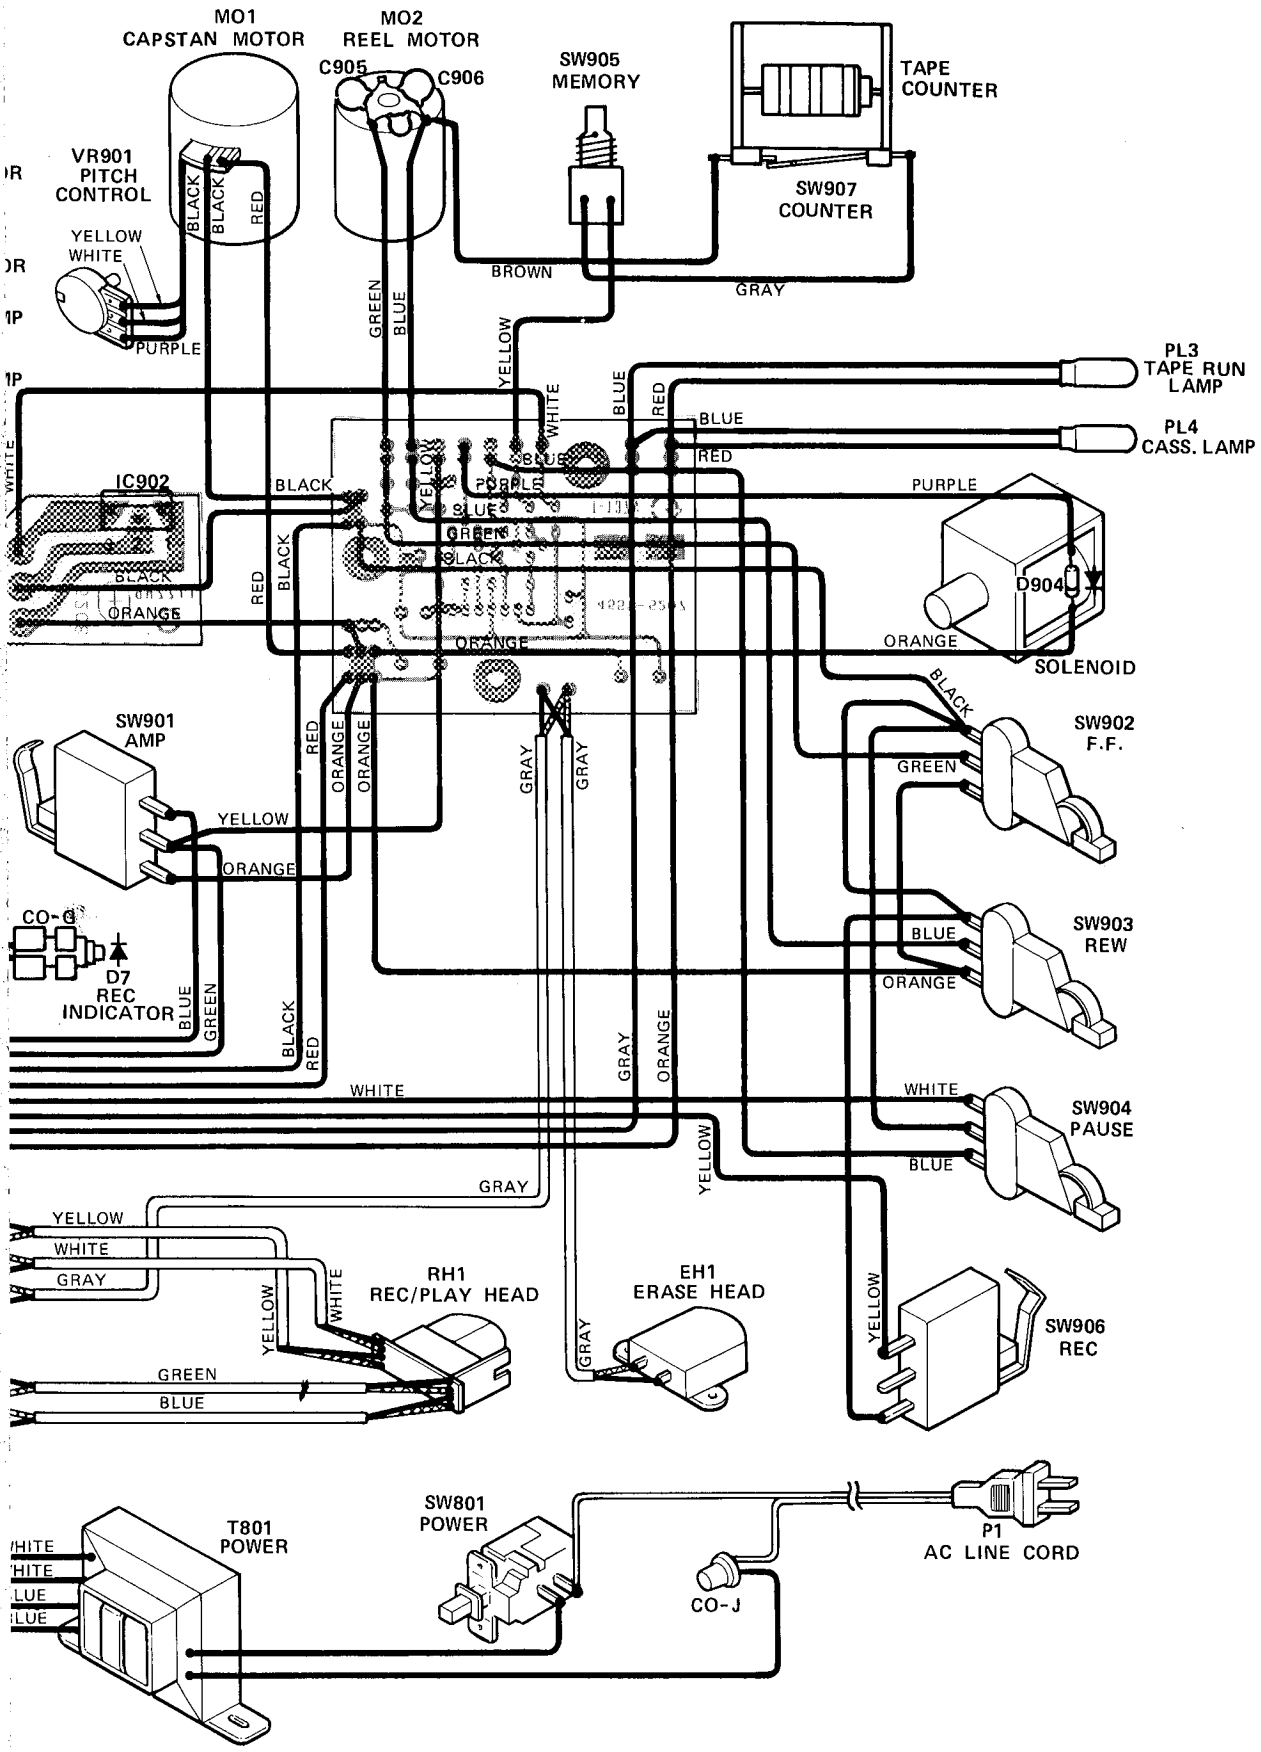 MO1
CAPSTAN MOTOR
MO2
REEL MOTOR
C905
C906
SW905
MEMORY
TAPE
COUNTER
SW907
COUNTER
VR901
PITCH
CONTROL
BLACK
BLACK
RED
YELLOW
WHITE
PURPLE
BROWN
GRAY
GREEN
BLUE
YELLOW
WHITE
BLUE
RED
PL3
TAPE RUN
LAMP
BLUE
RED
PL4
CASS. LAMP
WHITE
IC902
BLACK
YELLOW
BLUE
PURPLE
PURPLE
BLUE
GREEN
BLACK
BLACK
BLACK
ORANGE
RED
ORANGE
ORANGE
D904
SOLENOID
SW901
AMP
RED
ORANGE
ORANGE
GRAY
GRAY
BLACK
SW902
F.F.
GREEN
YELLOW
ORANGE
CO-G
D7
REC
INDICATOR
BLUE
GREEN
BLACK
RED
GRAY
ORANGE
BLUE
ORANGE
SW903
REW
WHITE
WHITE
SW904
PAUSE
YELLOW
BLUE
GRAY
YELLOW
WHITE
GRAY
YELLOW
WHITE
RH1
REC/PLAY HEAD
EH1
ERASE HEAD
GRAY
YELLOW
SW906
REC
GREEN
BLUE
SW801
POWER
T801
POWER
P1
AC LINE CORD
CO-J